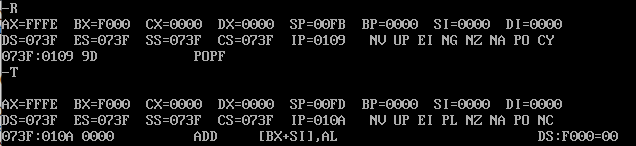 -R
AX=FFFE BX=F000 CX=0000 DX=0000 SP=00FB BP=0000 SI=0000 DI=0000
DS=073F ES=073F SS=073F CS=073F IP=0109 NV UP EI NG NZ NA PO CY
073F:0109 9D POPF
-T
AX=FFFE BX=F000 CX=0000 DX=0000 SP=00FD BP=0000 SI=0000 DI=0000
DS=073F ES=073F SS=073F CS=073F IP=010A NV UP EI PL NZ NA PO NC
073F:010A 0000 ADD [BX+SI],AL DS:F000=00